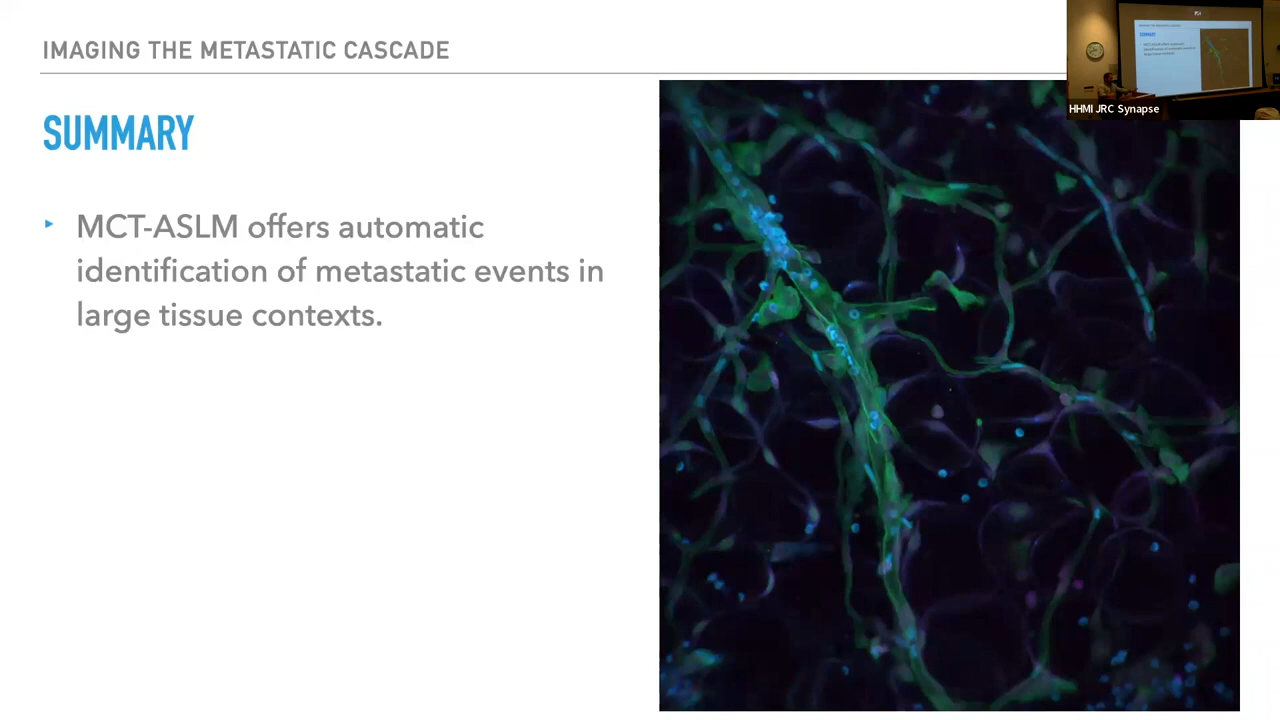 IMAGING THE METASTATIC CASCADE
SUMMARY
▸ MCT-ASLM offers automatic
identification of metastatic events in
large tissue contexts.
HHMI JRC Synapse
SUMMARY